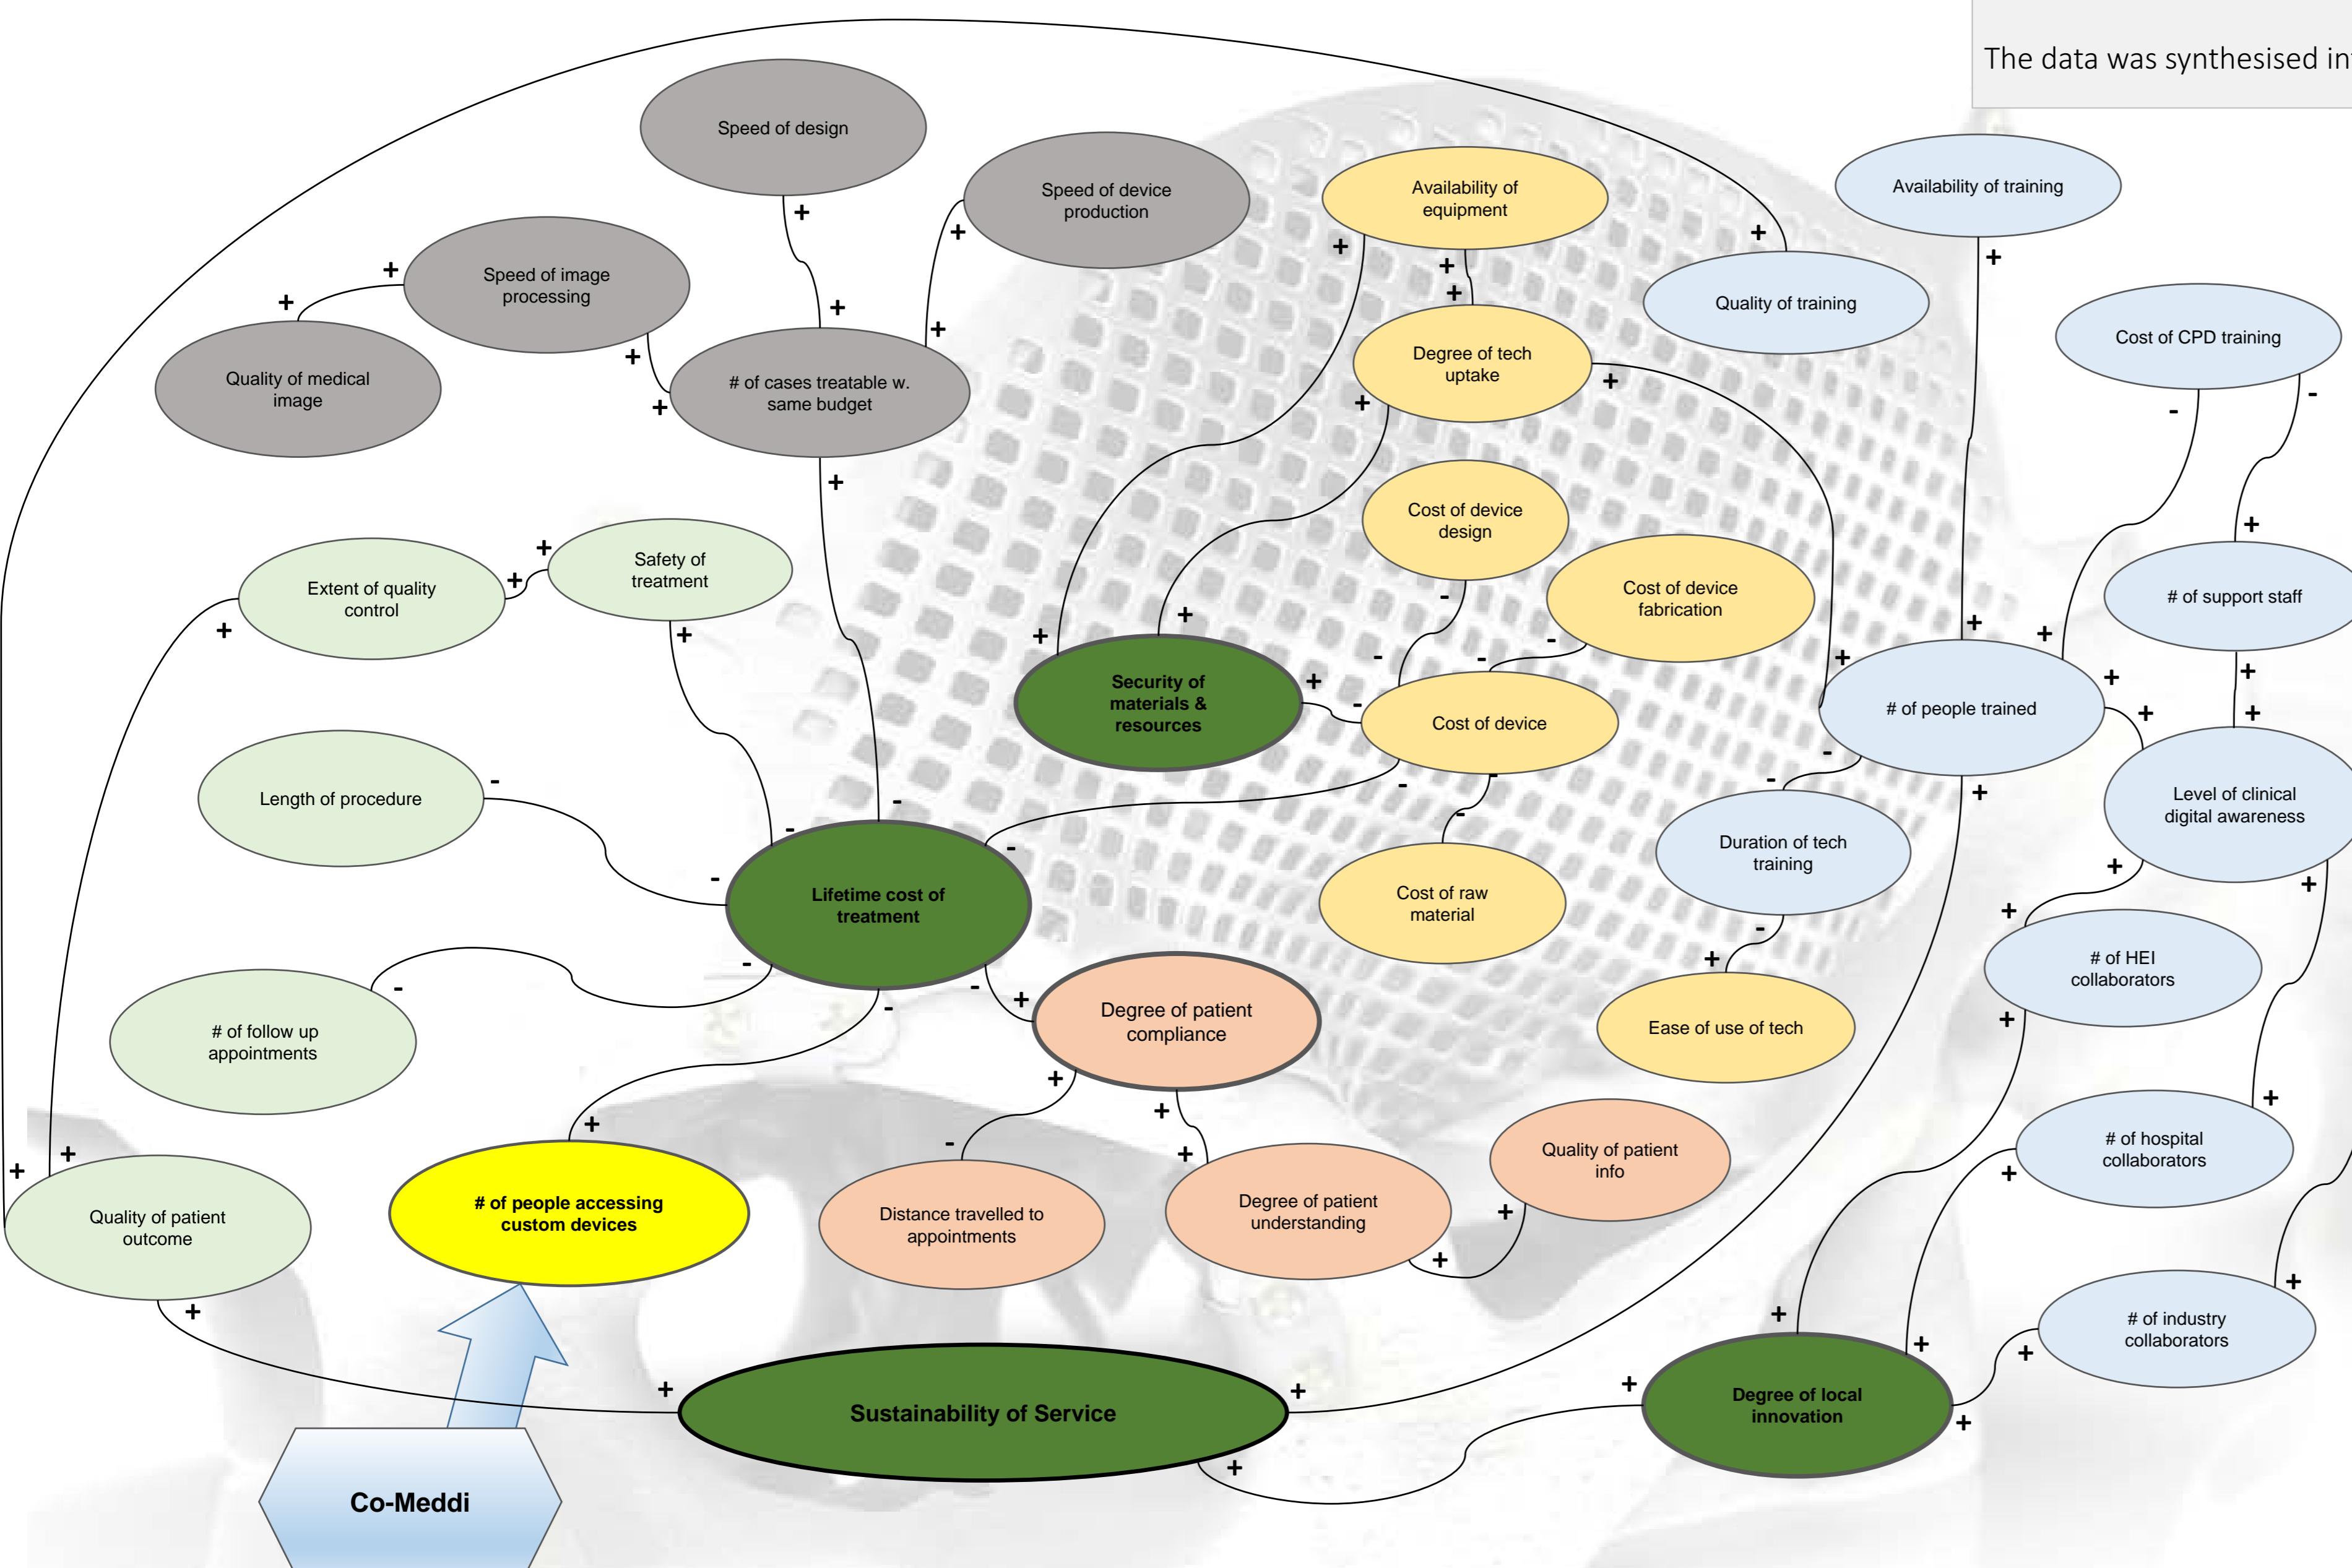 The data was synthesised in
Speed of design
Speed of device
production
Availability of
equipment
Availability of training
Speed of image
processing
Quality of training
Cost of CPD training
Quality of medical
image
# of cases treatable w.
same budget
Degree of tech
uptake
Cost of device
design
Safety of
treatment
Extent of quality
control
Cost of device
fabrication
# of support staff
Security of
materials &
resources
Cost of device
# of people trained
Length of procedure
Level of clinical
digital awareness
Duration of tech
training
Lifetime cost of
treatment
Cost of raw
material
# of HEI
collaborators
# of follow up
appointments
Degree of patient
compliance
Ease of use of tech
# of hospital
collaborators
Quality of patient
info
Quality of patient
outcome
# of people accessing
custom devices
Distance travelled to
appointments
Degree of patient
understanding
# of industry
collaborators
Sustainability of Service
Degree of local
innovation
Co-Meddi